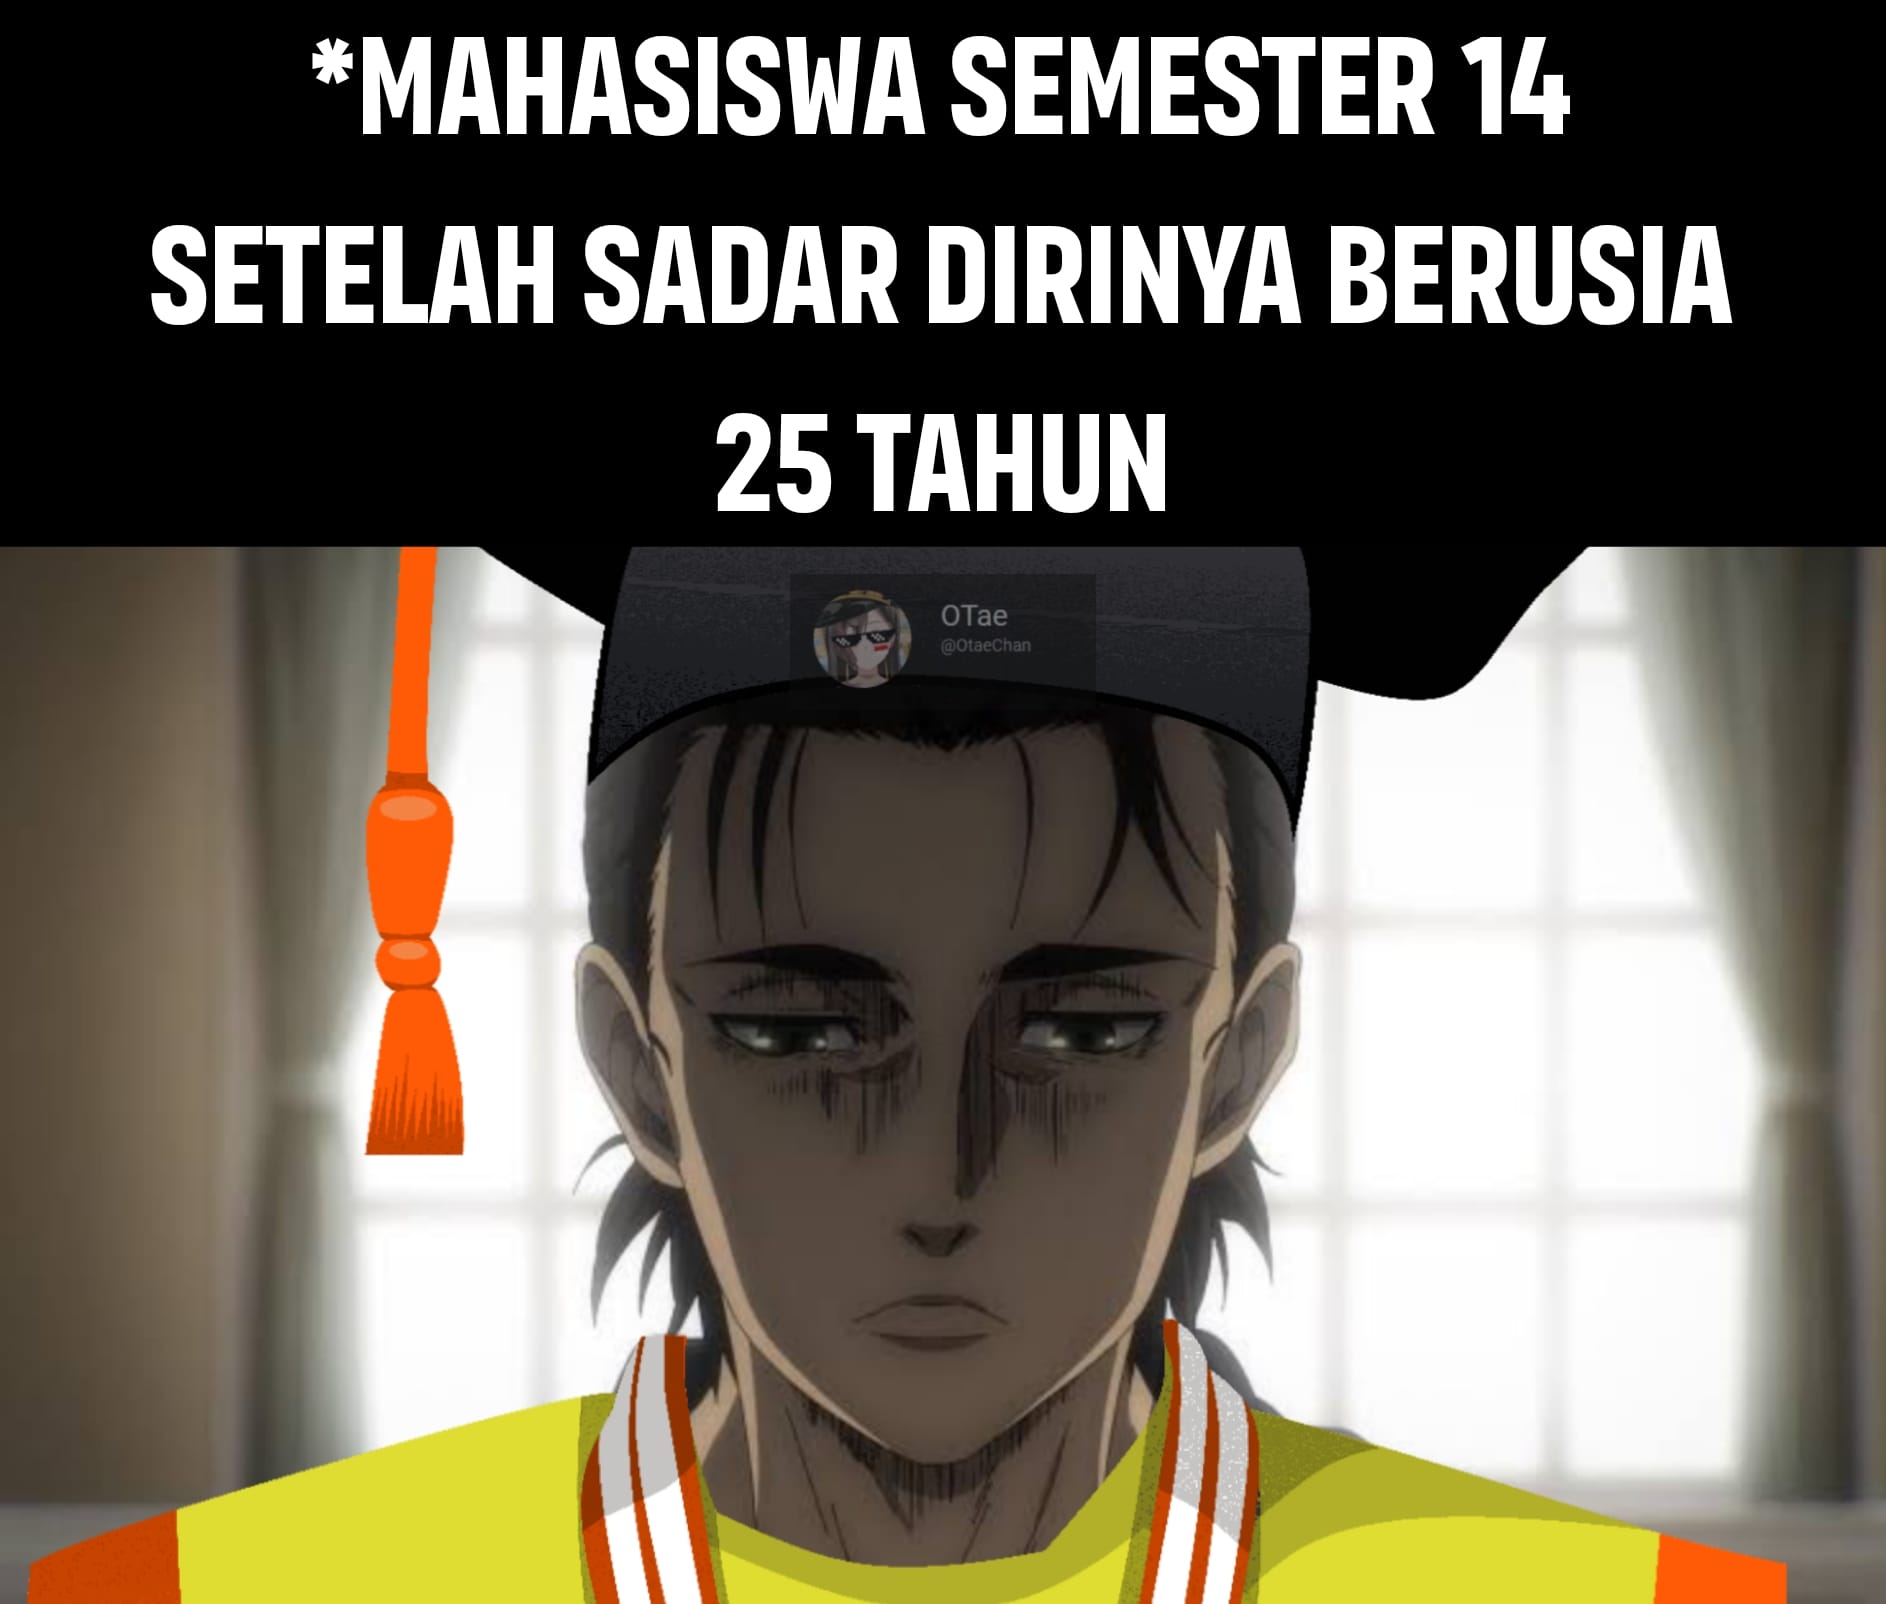 *MAHASISWA SEMESTER 14
SETELAH SADAR DIRINYA BERUSIA
25 TAHUN
OTae
@OtaeChan